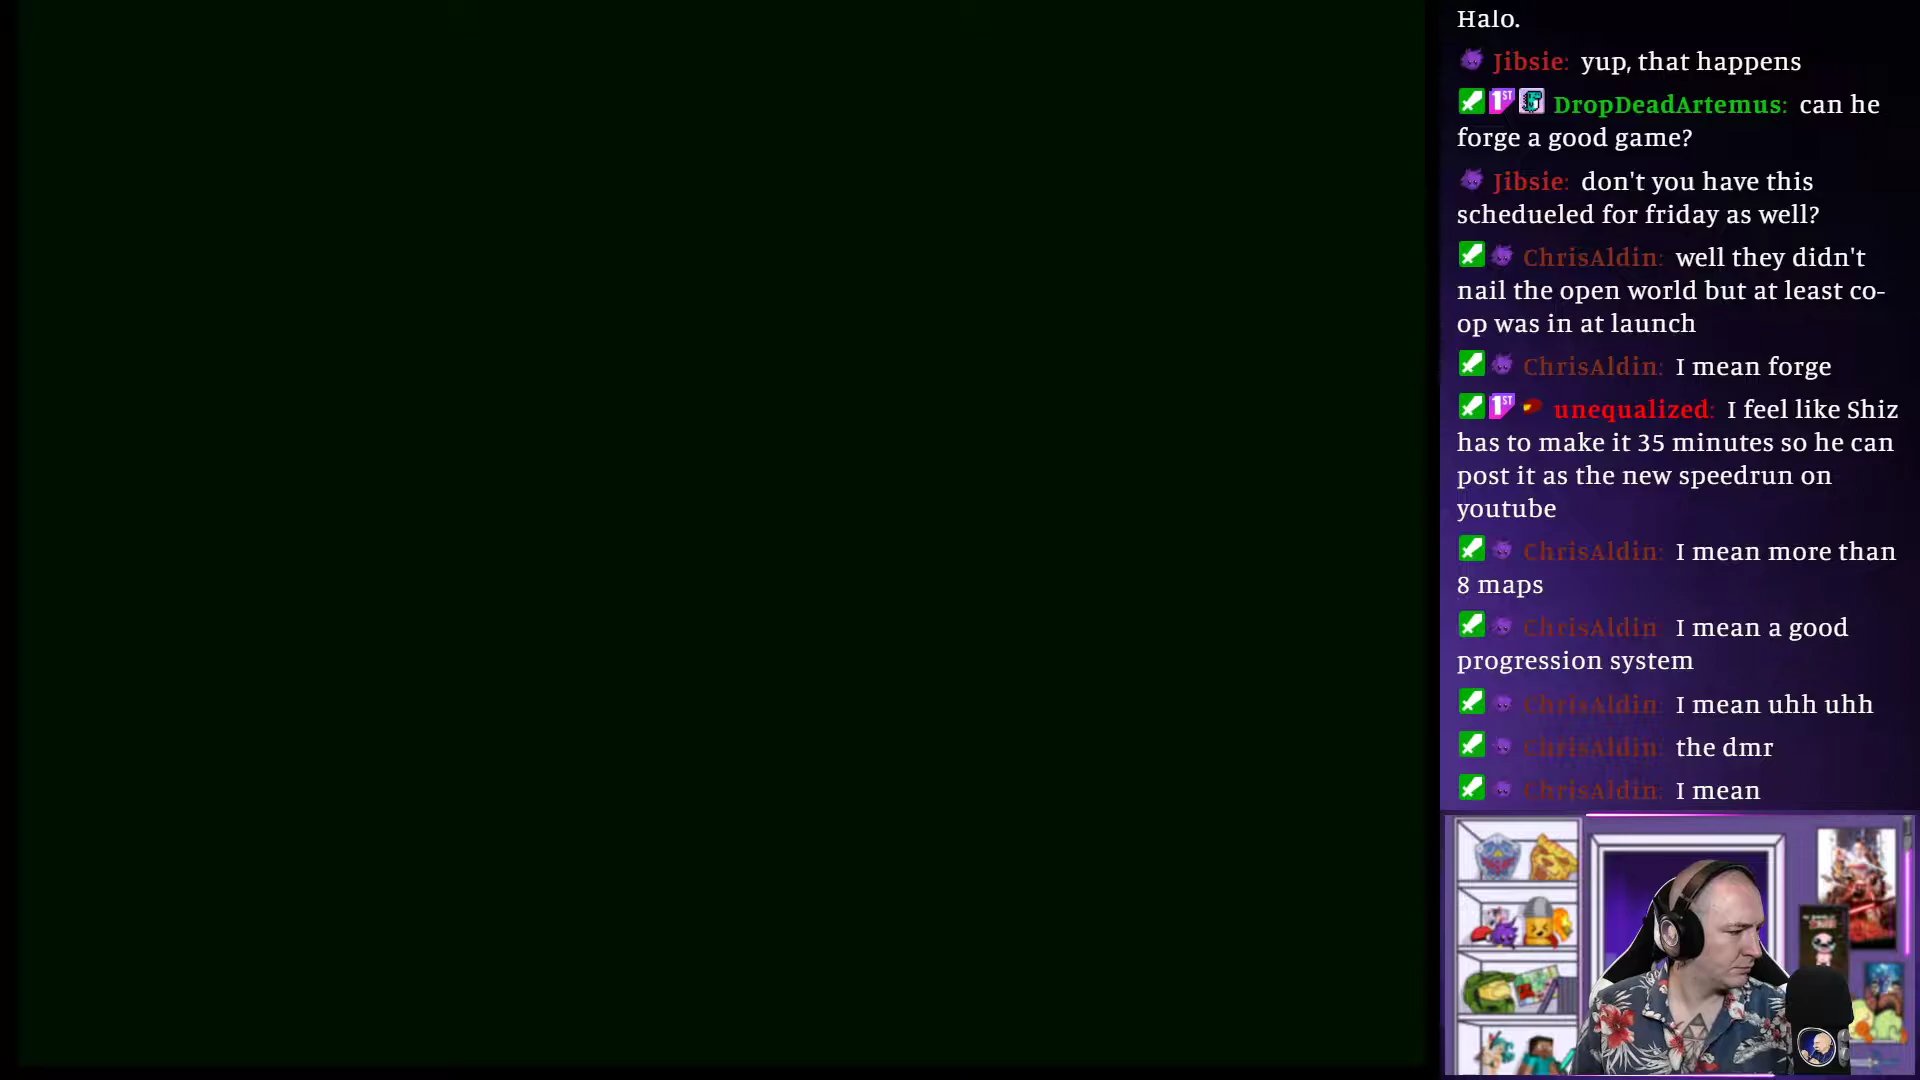 Halo.
Jibsie: yup, that happens
1ST DropDeadArtemus: can he
forge a good game?
Jibsie: don't you have this
schedueled for friday as well?
ChrisAldin: well they didn't
nail the open world but at least co-
op was in at launch
ChrisAldin: I mean forge
1ST unequalized: I feel like Shiz
has to make it 35 minutes so he can
post it as the new speedrun on
youtube
ChrisAldin: I mean more than
8 maps
ChrisAldin: I mean a good
progression system
ChrisAldin: I mean uhh uhh
ChrisAldin: the dmr
ChrisAldin: I mean